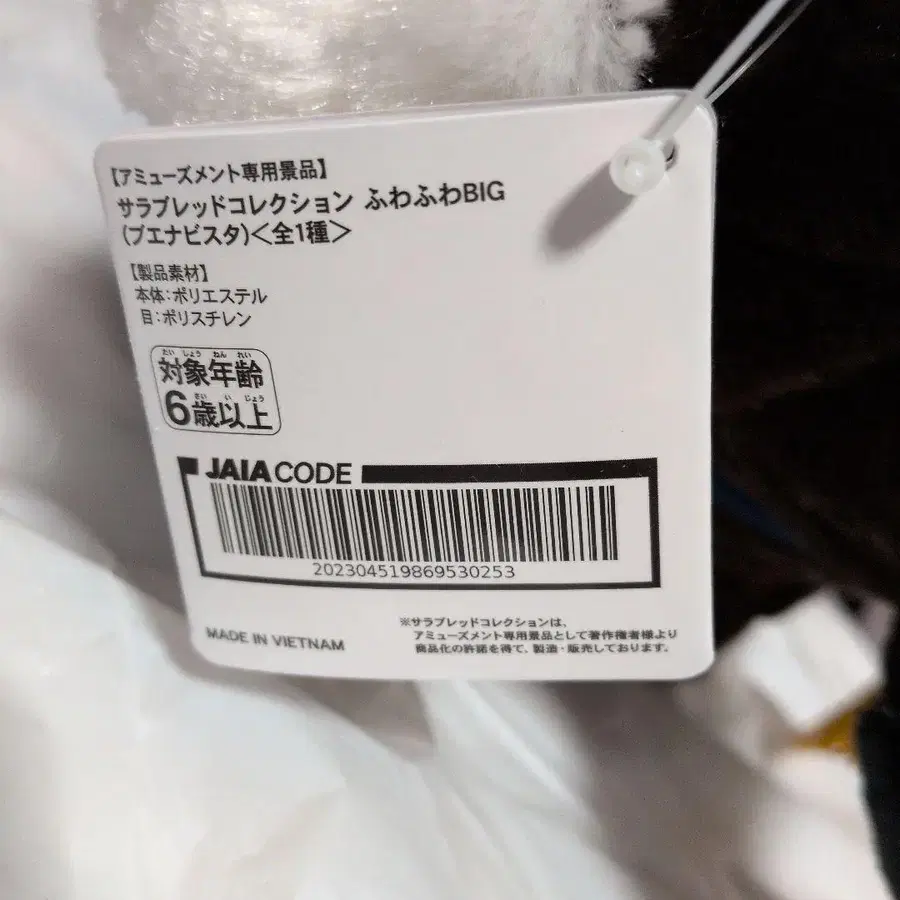 【アミューズメント専用景品】
サラブレッドコレクション ふわふわBIG
(ブエナビスタ)<全1種>
【製品素材】
本体:ポリエステル
目:ポリスチレン
たい しょう ねん れい
対象年齢
さい い じょう
6歳以上
JAIA CODE
202304519869530253
MADE IN VIETNAM
※サラブレッドコレクションは、
アミューズメント専用景品として著作権者様より
商品化の許諾を得て、製造・販売しております。